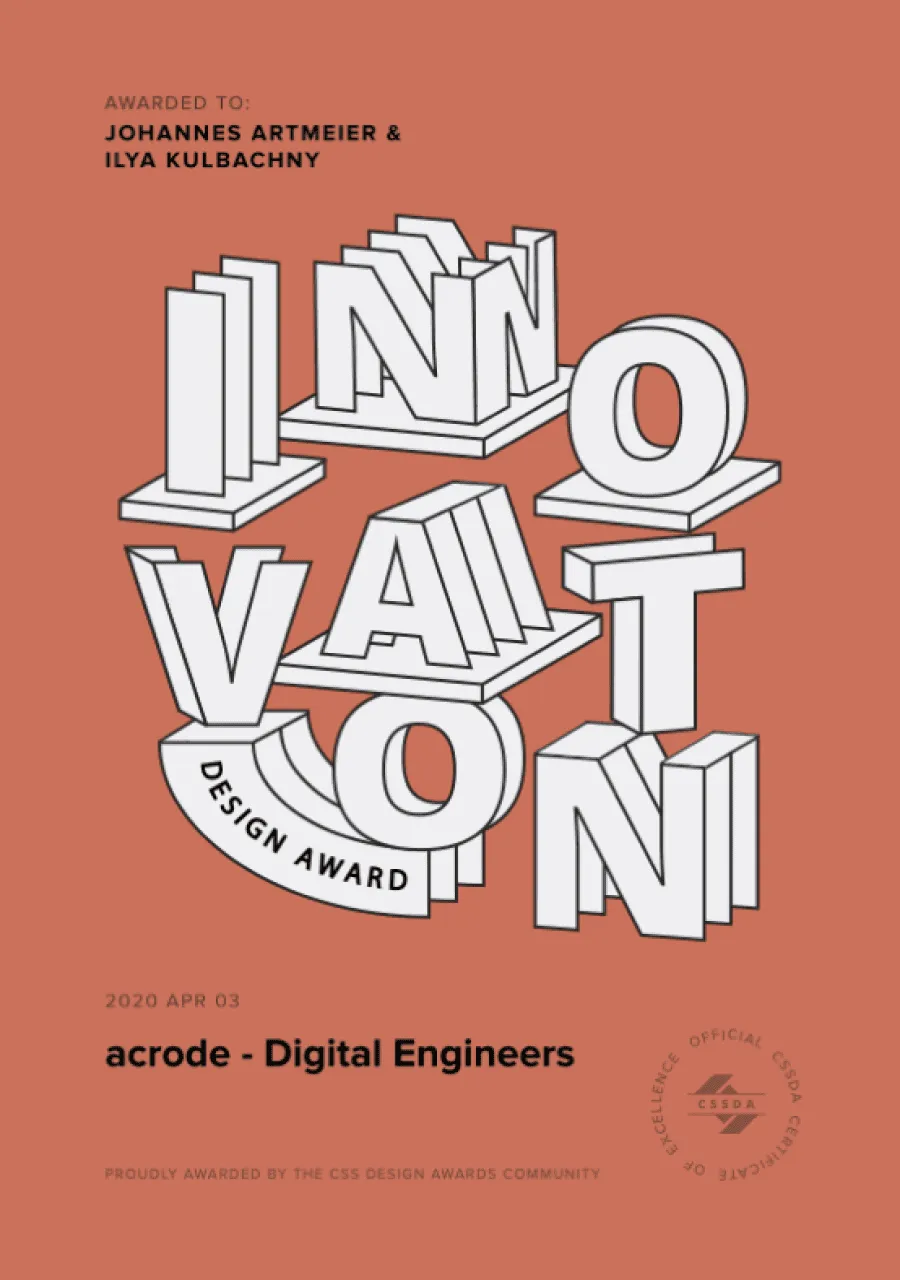 AWARDED TO:
JOHANNES ARTMEIER &
ILYA KULBACHNY
INNO
VAT
ON
DESIGN AWARD
2020 APR 03
acrode - Digital Engineers
OFFICIAL CSSDA CERTIFICATE OF EXCELLENCE
CSSDA
PROUDLY AWARDED BY THE CSS DESIGN AWARDS COMMUNITY